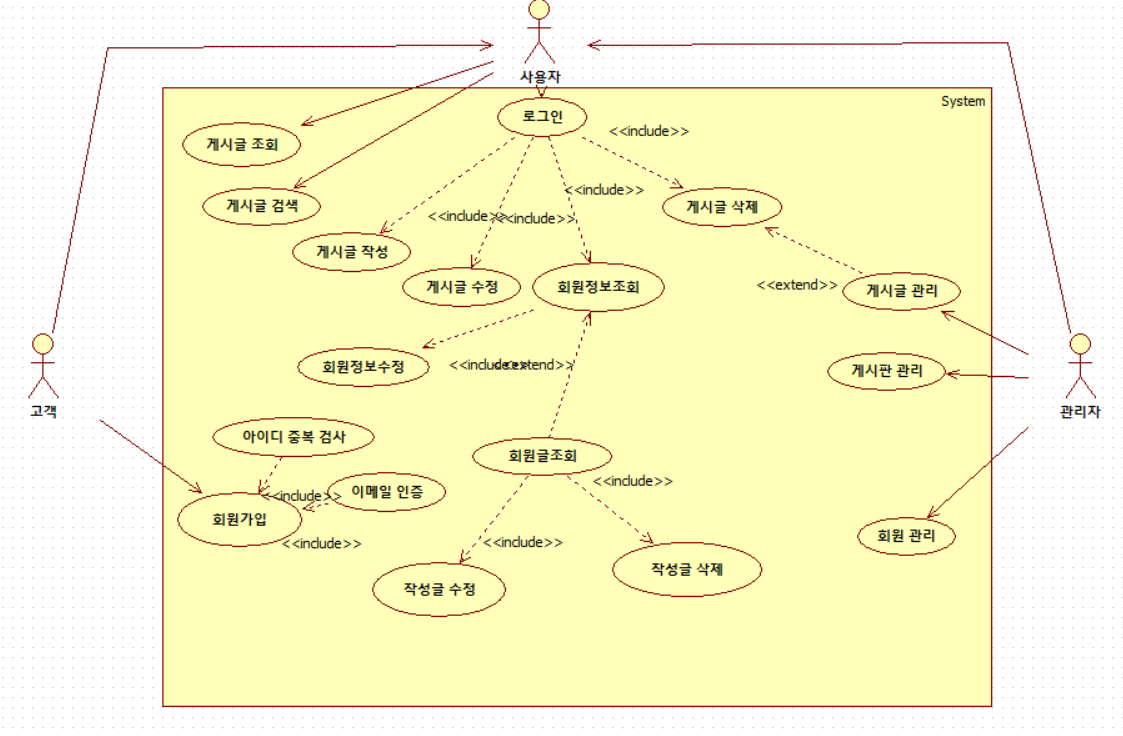 사용자
System
로그인
<<include>>
게시글 조회
<<include>>
게시글 검색
게시글 삭제
<<include>>
<<include>>
게시글 작성
게시글 수정
회원정보조회
<<extend>>
게시글 관리
회원정보수정
<<include>>
<<extend>>
게시판 관리
고객
관리자
아이디 중복 검사
회원글조회
<<include>>
이메일 인증
<<include>>
회원가입
<<include>>
<<include>>
회원 관리
작성글 수정
작성글 삭제